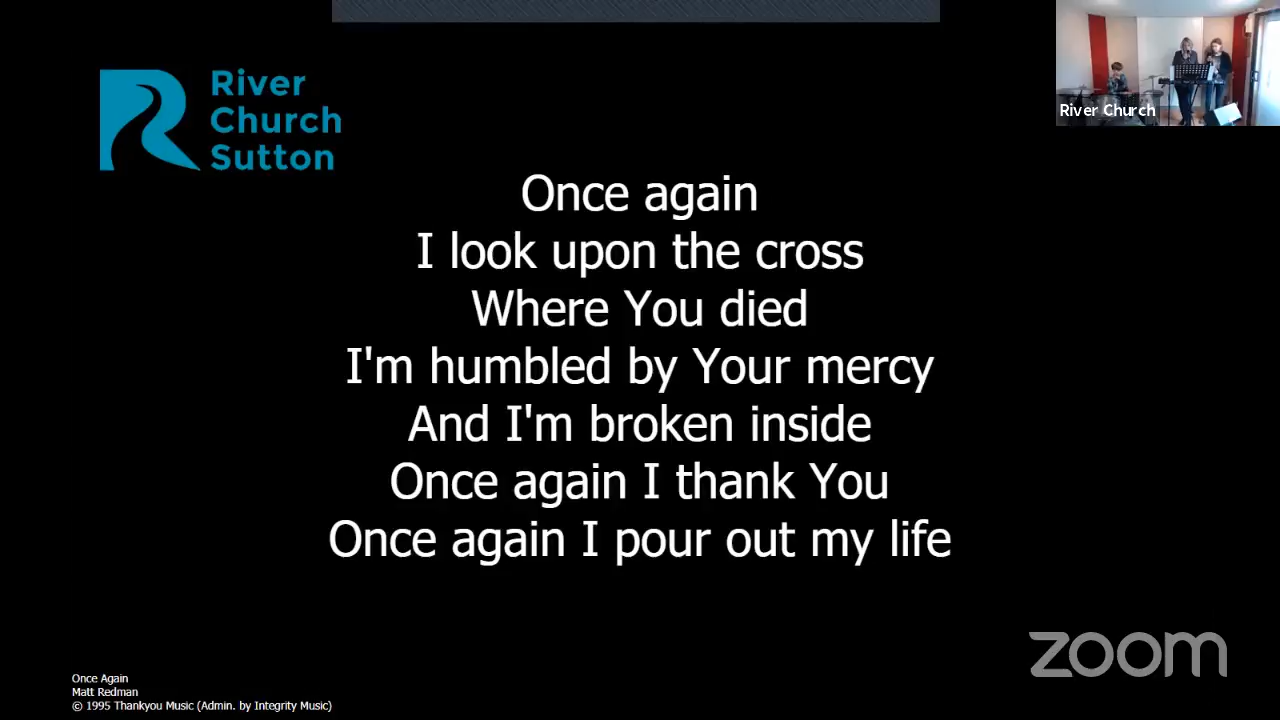 River
Church
Sutton
River Church
Once again
I look upon the cross
Where You died
I'm humbled by Your mercy
And I'm broken inside
Once again I thank You
Once again I pour out my life
zoom
Once Again
Matt Redman
© 1995 Thankyou Music (Admin. by Integrity Music)